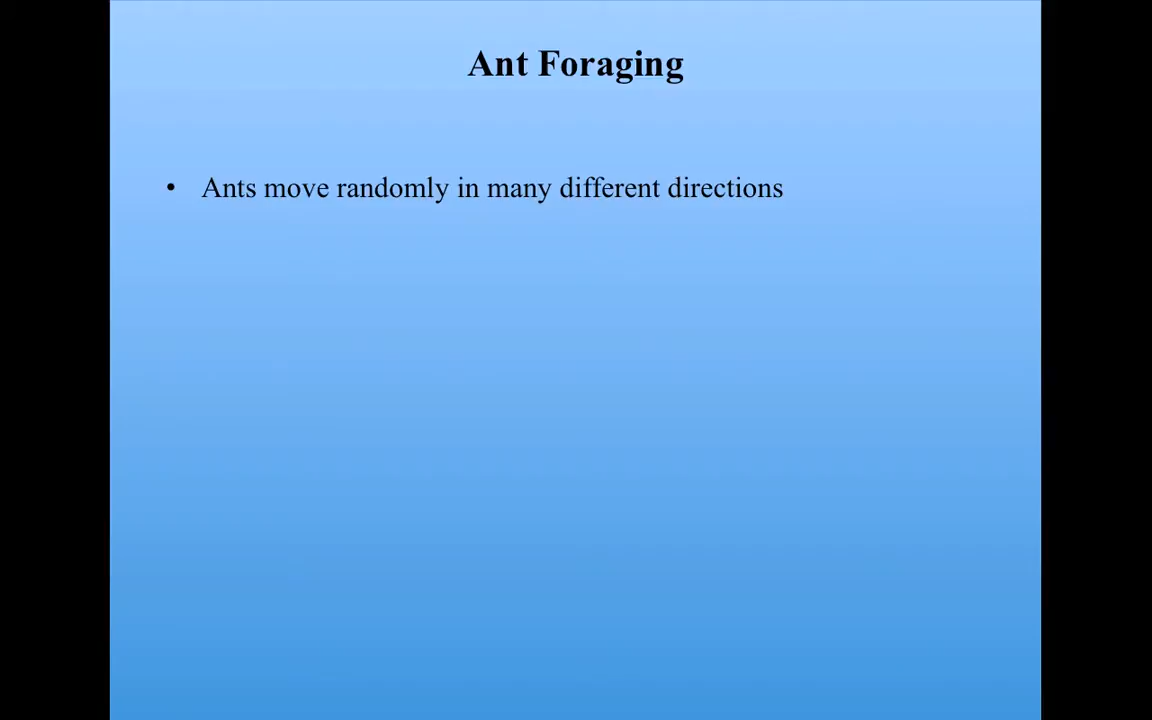 Ant Foraging
• Ants move randomly in many different directions